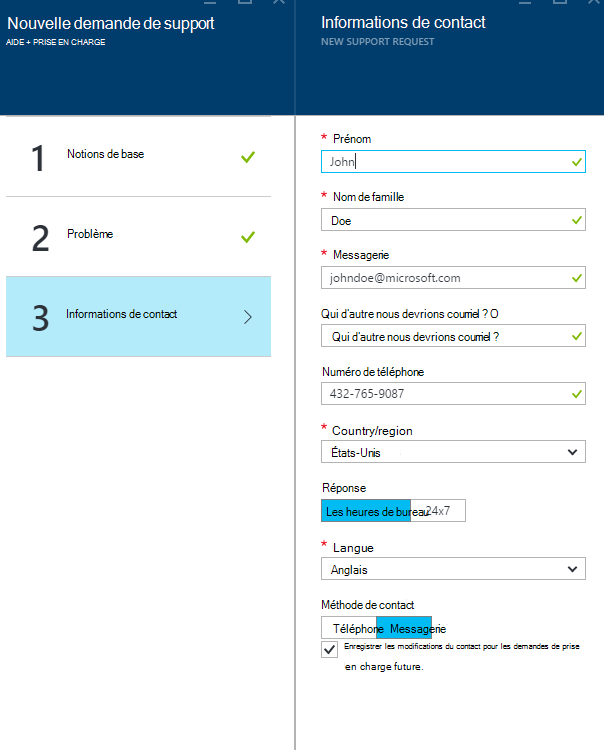 Nouvelle demande de support
AIDE + PRISE EN CHARGE
1 Notions de base
2 Problème
3 Informations de contact
Informations de contact
NEW SUPPORT REQUEST
* Prénom
John
* Nom de famille
Doe
* Messagerie
johndoe@microsoft.com
Qui d'autre nous devrions courriel ? O
Qui d'autre nous devrions courriel ?
Numéro de téléphone
432-765-9087
* Country/region
États-Unis
Réponse
Les heures de bureau 24x7
* Langue
Anglais
Méthode de contact
Téléphone Messagerie
Enregistrer les modifications du contact pour les demandes de prise
en charge future.